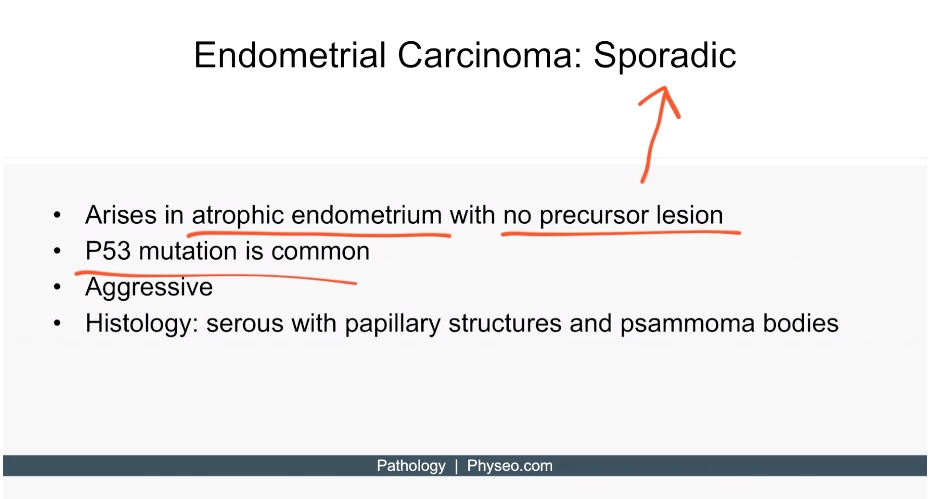 Endometrial Carcinoma: Sporadic
• Arises in atrophic endometrium with no precursor lesion
• P53 mutation is common
• Aggressive
• Histology: serous with papillary structures and psammoma bodies
Pathology | Physeo.com